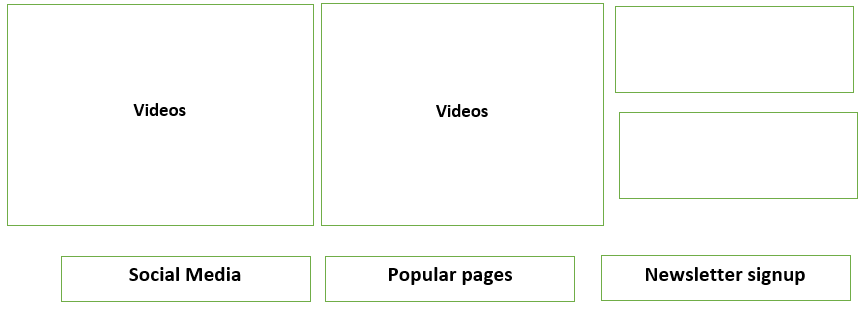 Videos
Videos
Social Media
Popular pages
Newsletter signup